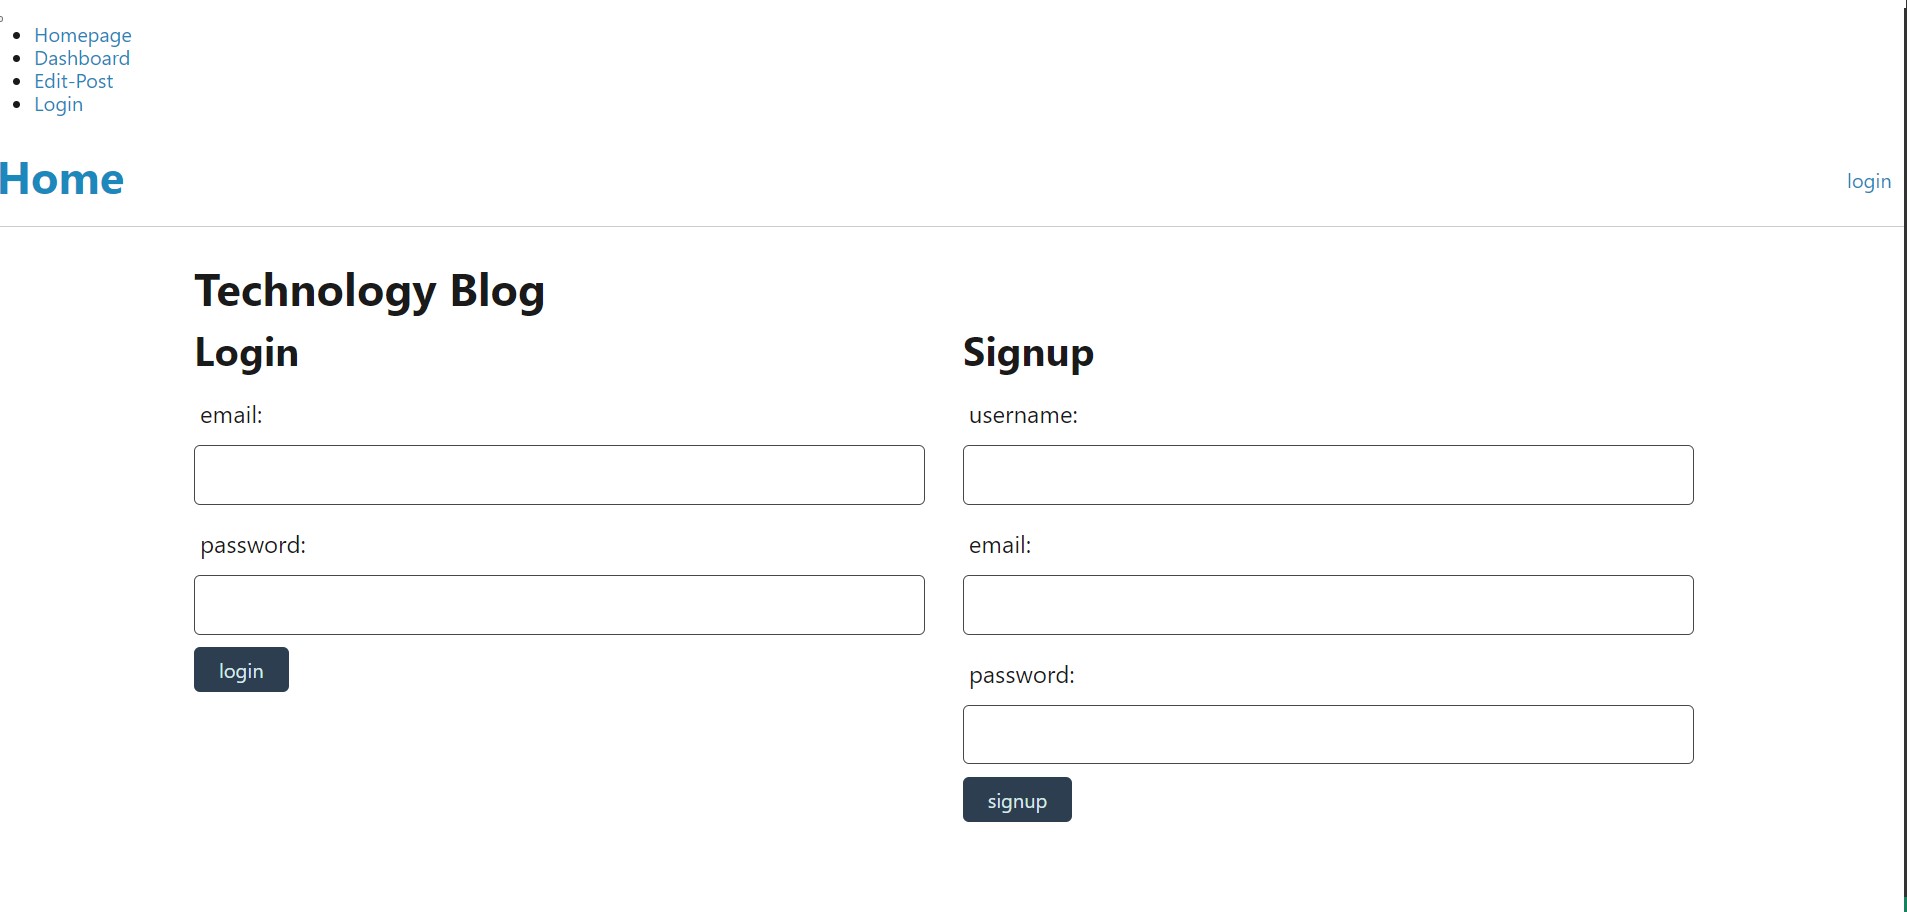 Homepage
Dashboard
Edit-Post
Login
Home
login
Technology Blog
Login
email:
password:
login
Signup
username:
email:
password:
signup